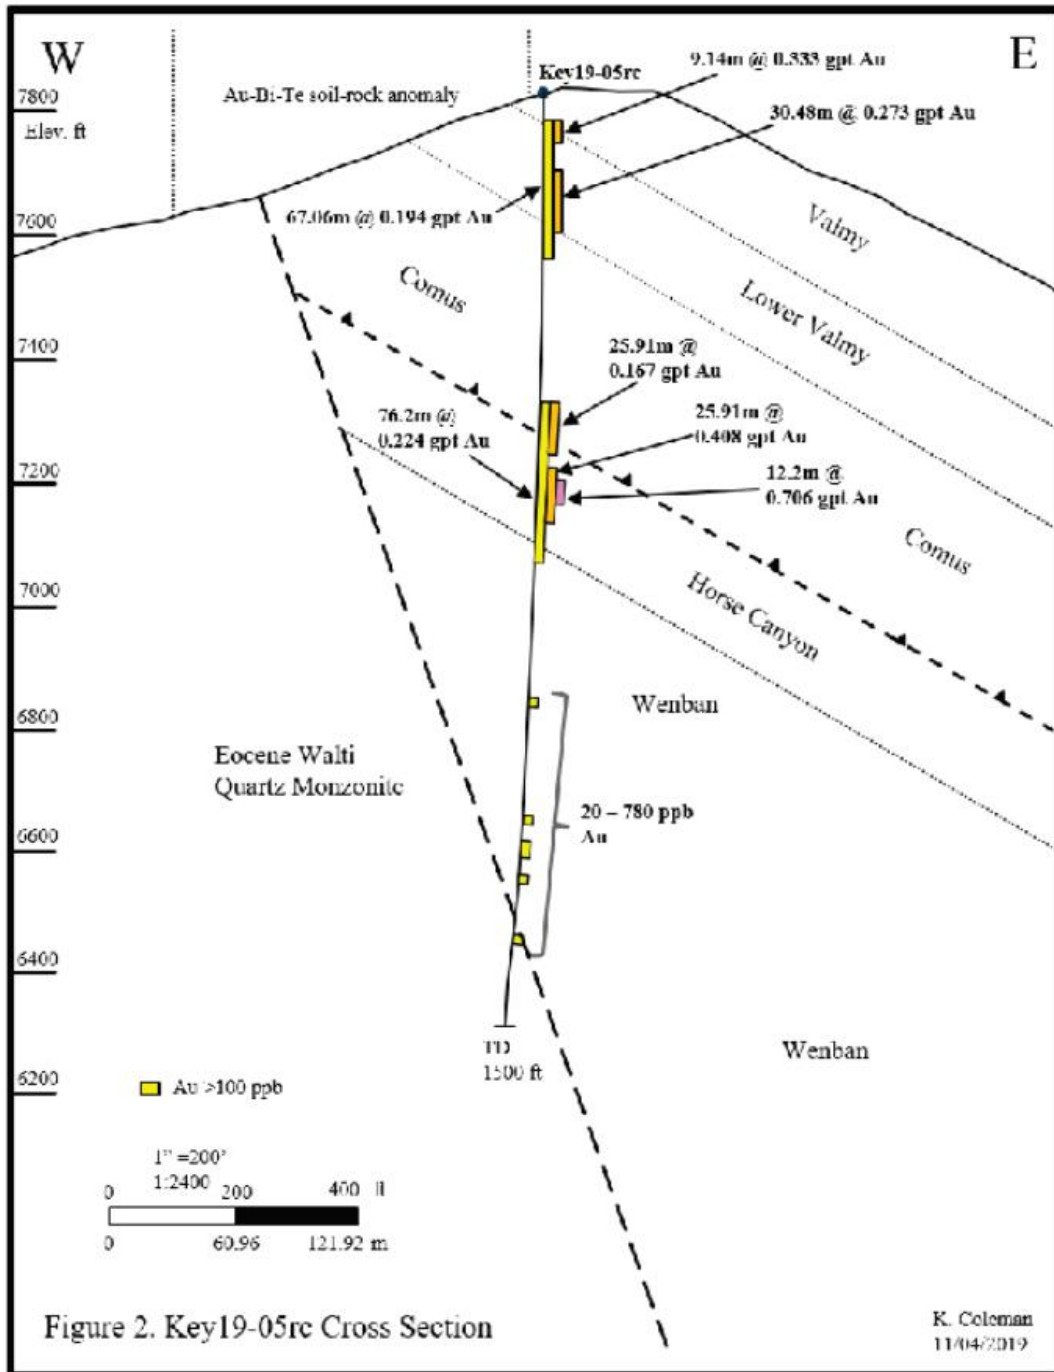 W
E
Key19-05rc
9.14m @ 0.333 gpt Au
7800
Elev. ft
Au-Bi-Te soil-rock anomaly
30.48m @ 0.273 gpt Au
67.06m @ 0.194 gpt Au
7600
Valmy
Comus
Lower Valmy
7400
25.91m @
0.167 gpt Au
76.2m @
0.224 gpt Au
25.91m @
0.408 gpt Au
7200
12.2m @
0.706 gpt Au
Comus
7000
Horse Canyon
6800
Wenban
Eocene Walti
Quartz Monzonite
20 – 780 ppb
Au
6600
6400
TD
1500 ft
Wenban
6200
Au >100 ppb
1" =200'
1:2400
0 200 400 ft
0 60.96 121.92 m
Figure 2. Key19-05rc Cross Section
K. Coleman
11/04/2019